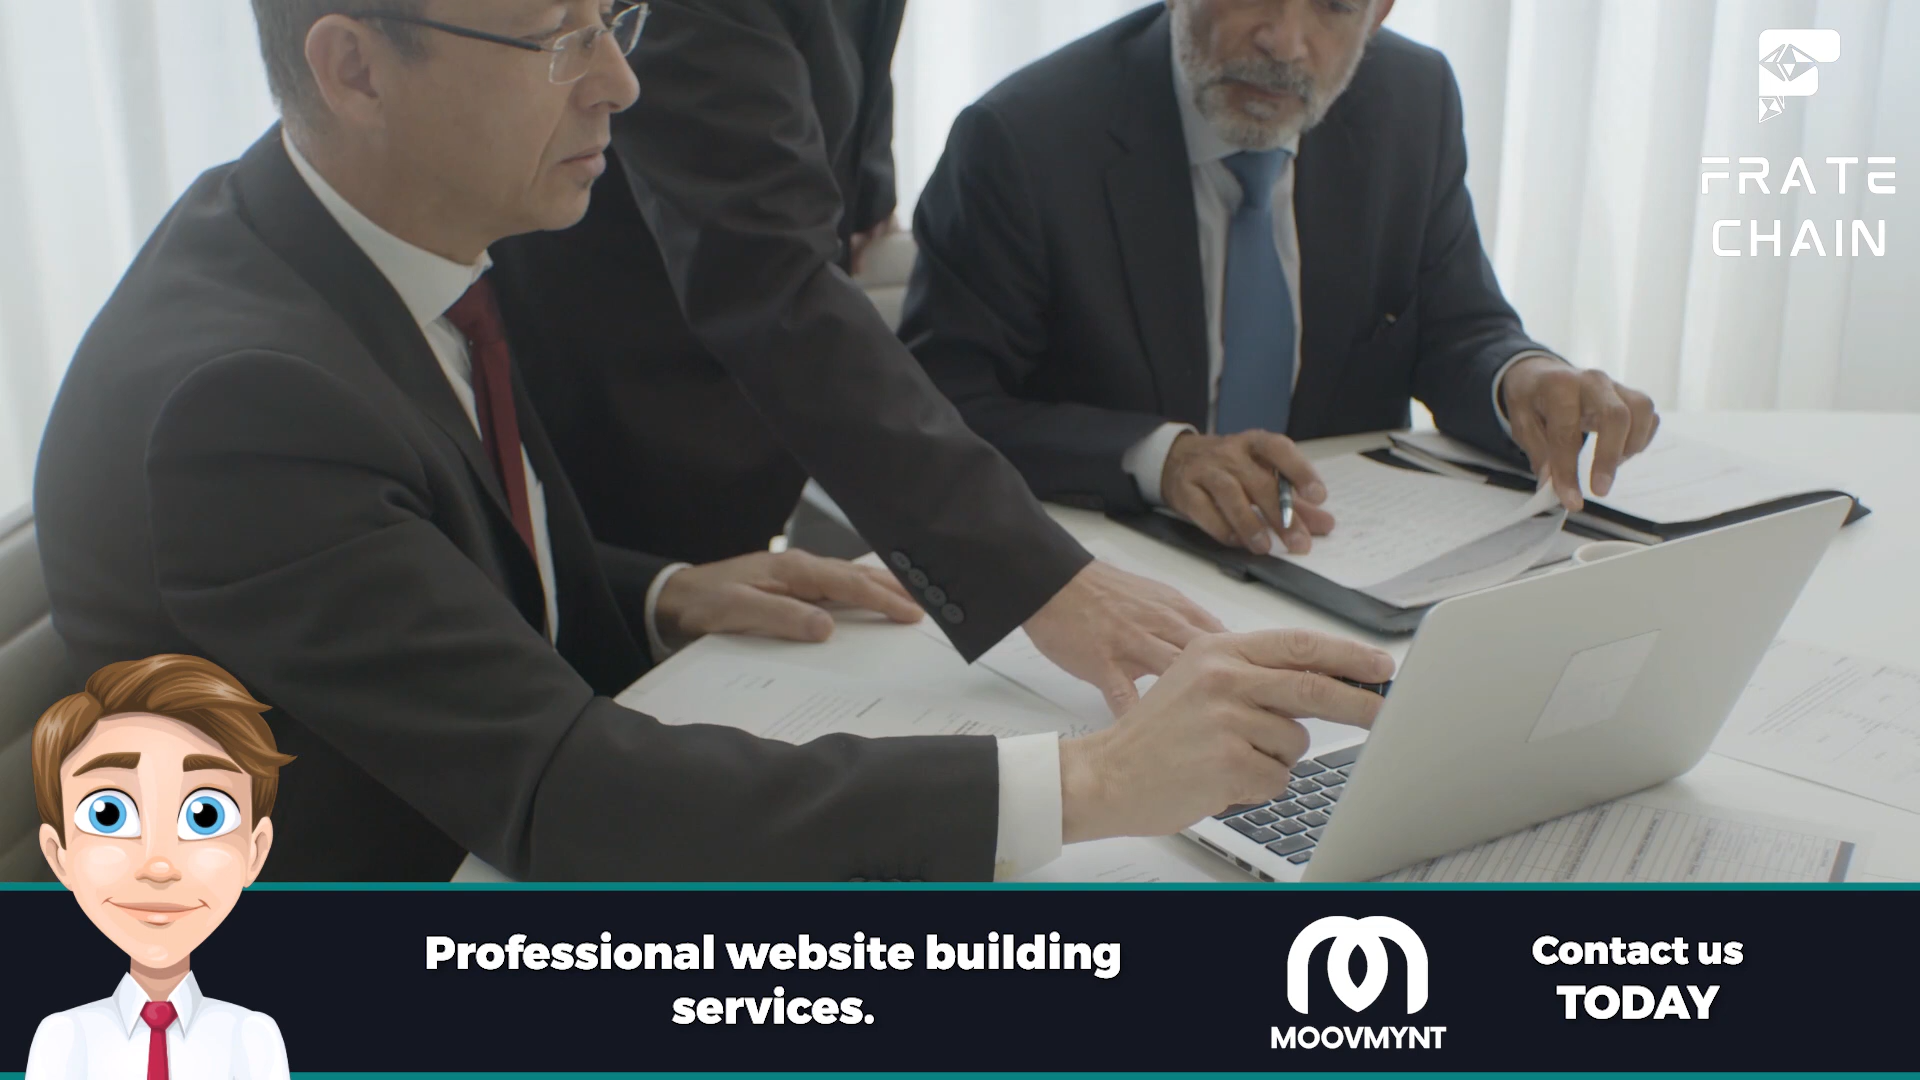 FRATE
CHAIN
Professional website building
services.
MOOVMYNT
Contact us
TODAY